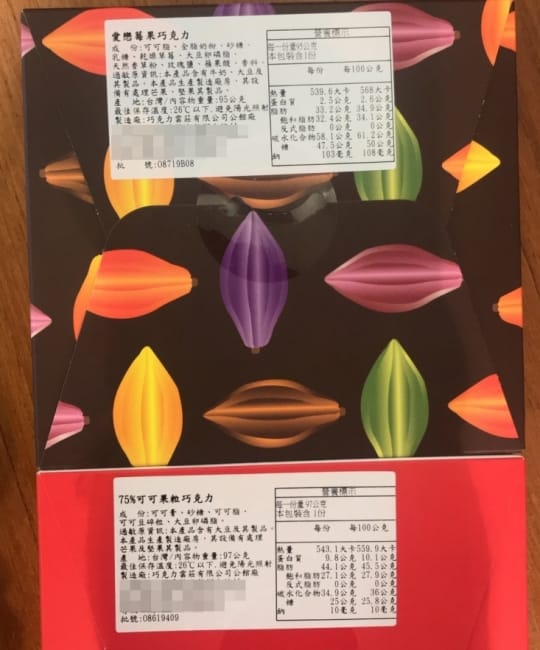 愛戀莓果巧克力
成 份:可可脂、全脂奶粉、砂糖、
乳糖、乾燥草莓、大豆卵磷脂、
天然香草粉、玫瑰鹽、蘋果酸、香料
過敏原資訊:本產品含有牛奶、大豆及
其製品,本產品生產製造廠房,其設
備有處理芒果、堅果其製品。
產 地:台灣/內容物重量:95公克
最佳保存溫度:26℃以下,避免陽光照射
製造廠:巧克力雲莊有限公司公館廠
批 號:08719B08
營養標示
每一份量95公克
本包裝含1份
每份 每100公克
熱量 539.6大卡 568大卡
蛋白質 2.5公克 2.6公克
脂肪 33.2公克 34.9公克
飽和脂肪 32.4公克 34.1公克
反式脂肪 0公克 0公克
碳水化合物 58.1公克 61.2公克
糖 47.5公克 50公克
鈉 103毫克 108毫克
75%可可果粒巧克力
成 份:可可膏、砂糖、可可脂、
可可豆碎粒、大豆卵磷脂。
過敏原資訊:本產品含有大豆及其製品,
本產品生產製造廠房,其設備有處理
芒果及堅果其製品。
產 地:台灣/內容物重量:97公克
最佳保存溫度:26℃以下,避免陽光照射
製造廠:巧克力雲莊有限公司公館廠
號:08619409
營養標示
每一份量97公克
本包裝含1份
每份 每100公克
熱量 543.1大卡 559.9大卡
蛋白質 9.8公克 10.1公克
脂肪 44.1公克 45.5公克
飽和脂肪 27.1公克 27.9公克
反式脂肪 0公克 0公克
碳水化合物 34.9公克 36公克
糖 25公克 25.8公克
鈉 10毫克 10毫克